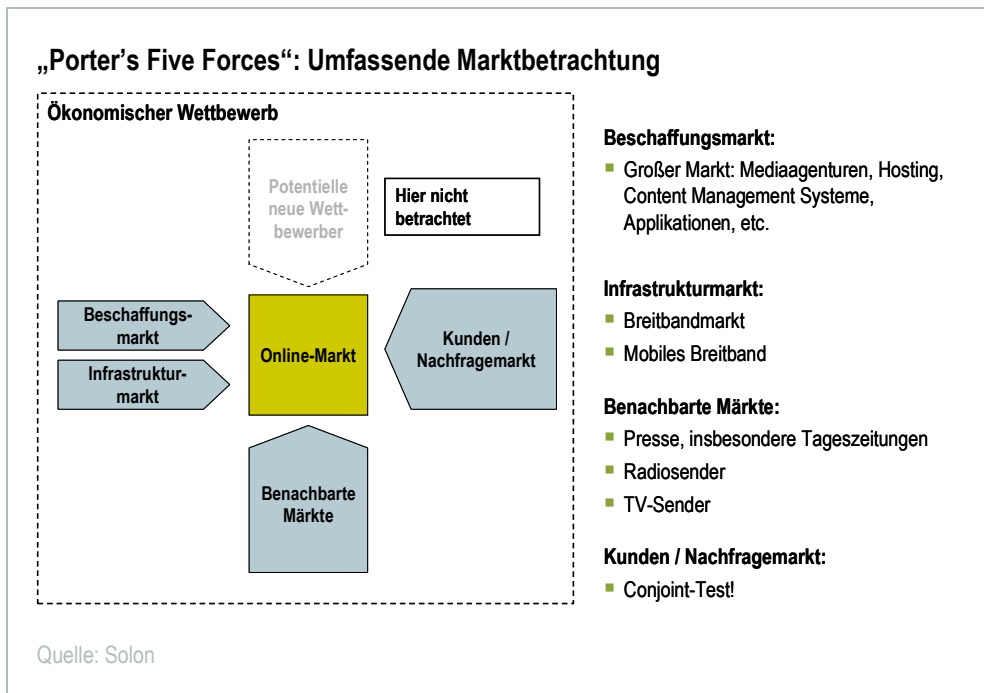 „Porter’s Five Forces“: Umfassende Marktbetrachtung
Ökonomischer Wettbewerb
Potentielle
neue Wett-
bewerber
Hier nicht
betrachtet
Beschaffungs-
markt
Infrastruktur-
markt
Online-Markt
Kunden /
Nachfragemarkt
Benachbarte
Märkte
Beschaffungsmarkt:
Großer Markt: Mediaagenturen, Hosting,
Content Management Systeme,
Applikationen, etc.
Infrastrukturmarkt:
Breitbandmarkt
Mobiles Breitband
Benachbarte Märkte:
Presse, insbesondere Tageszeitungen
Radiosender
TV-Sender
Kunden / Nachfragemarkt:
Conjoint-Test!
Quelle: Solon